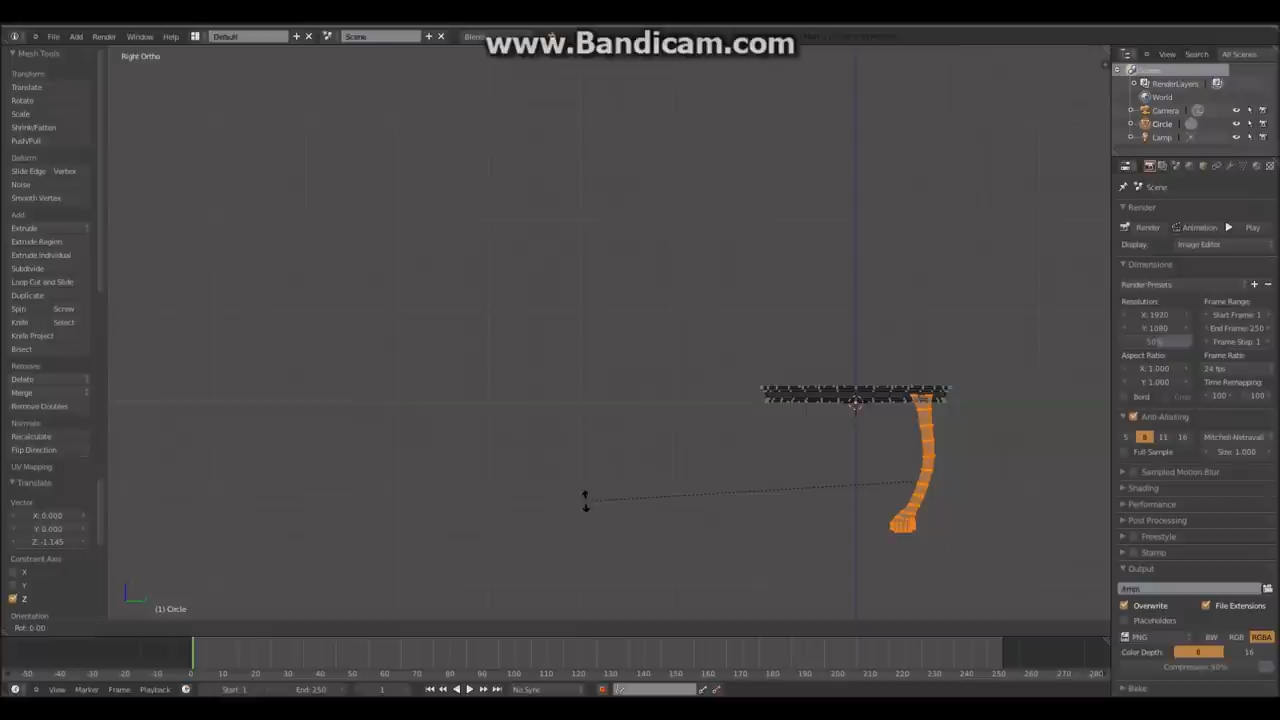 File Add Render Window Help Default Scene Blen
www.Bandicam.com
Mesh Tools
Transform:
Translate
Rotate
Scale
Shrink/Fatten
Push/Pull
Deform:
Slide Edge Vertex
Noise
Smooth Vertex
Add:
Extrude
Extrude Region
Extrude Individual
Subdivide
Loop Cut and Slide
Duplicate
Spin Screw
Knife Select
Knife Project
Bisect
Remove:
Delete
Merge
Remove Doubles
Normals:
Recalculate
Flip Direction
UV Mapping:
Translate
Vector
X: 0.000
Y: 0.000
Z: -1.145
Constraint Axis
X
Y
Z
Orientation
Rot: 0.00
Right Ortho
(1) Circle
View Search All Scenes
Scene
RenderLayers
World
Camera
Circle
Lamp
Scene
Render
Render Animation Play
Display: Image Editor
Dimensions
Render Presets
Resolution: Frame Range:
X: 1920 Start Frame: 1
Y: 1080 End Frame: 250
50% Frame Step: 1
Aspect Ratio: Frame Rate:
X: 1.000 24 fps
Y: 1.000 Time Remapping:
Bord Crop 100 100
Anti-Aliasing
5 8 11 16 Mitchell-Netravali
Full Sample Size: 1.000
Sampled Motion Blur
Shading
Performance
Post Processing
Freestyle
Stamp
Output
/tmp\
Overwrite File Extensions
Placeholders
PNG BW RGB RGBA
Color Depth: 8 16
Compression: 90%
Bake
-50 -40 -30 -20 -10 0 10 20 30 40 50 60 70 80 90 100 110 120 130 140 150 160 170 180 190 200 210 220 230 240 250 260 270 280
View Marker Frame Playback Start: 1 End: 250 1 No Sync